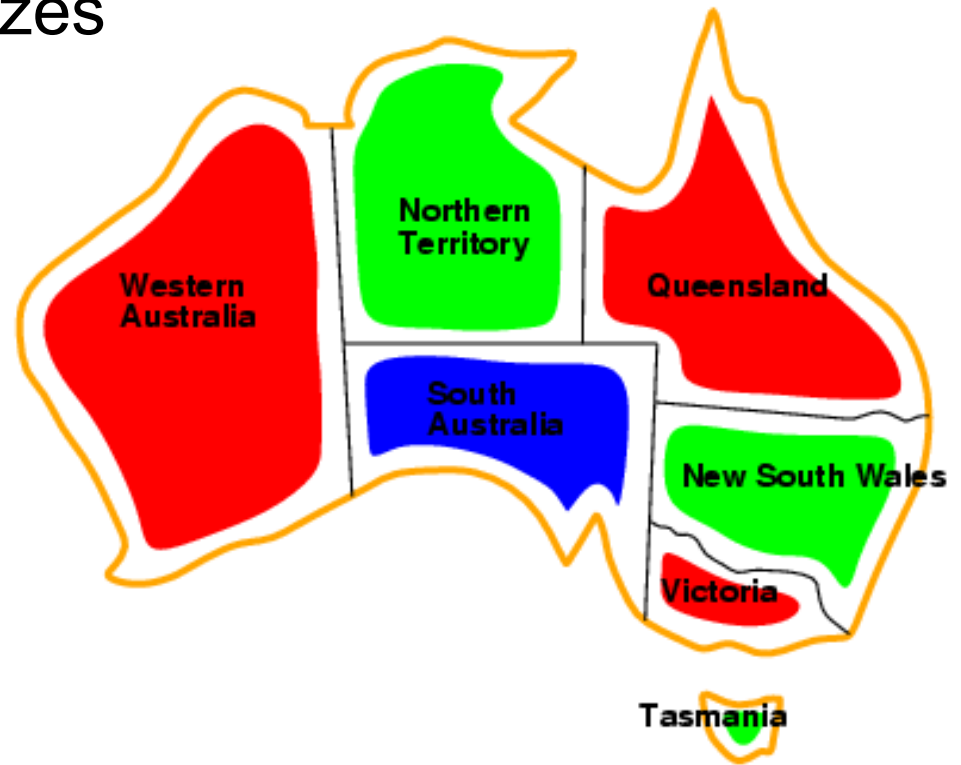 zes
Northern
Territory
Western
Australia
Queensland
South
Australia
New South Wales
Victoria
Tasmania